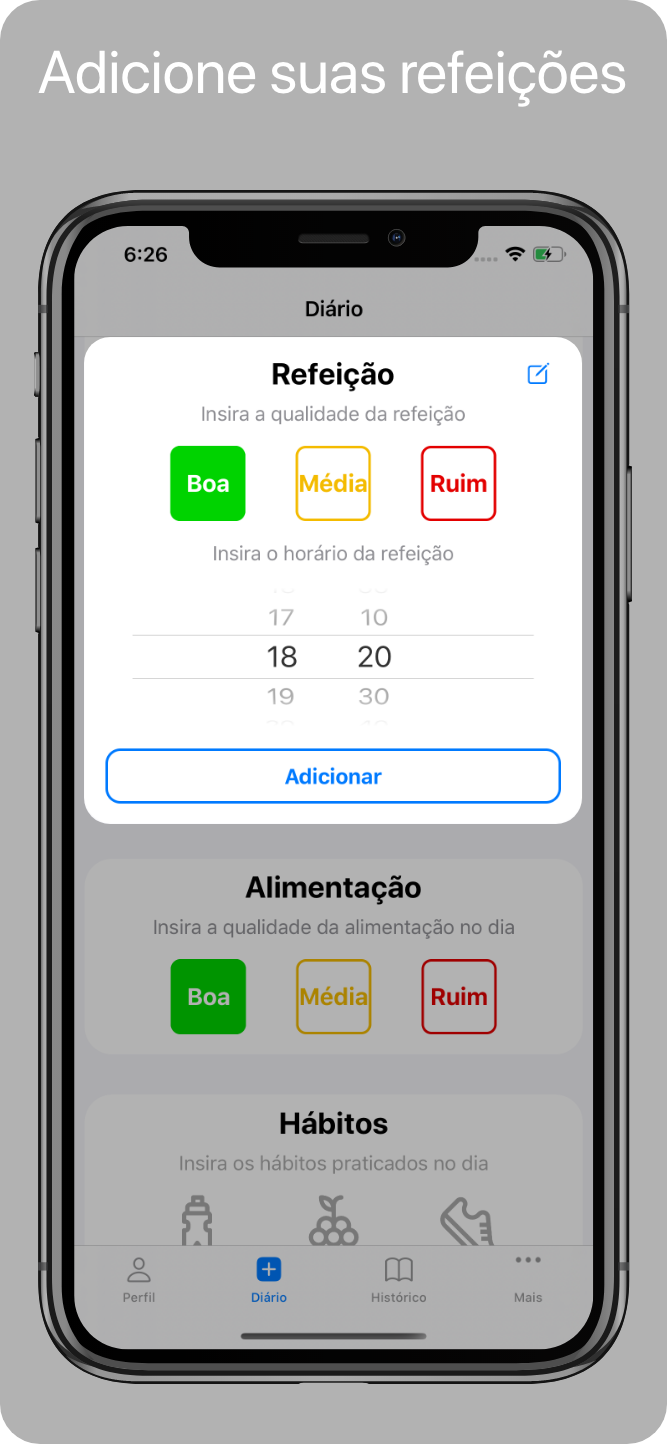 Adicione suas refeições
6:26
Diário
Refeição
Insira a qualidade da refeição
Boa Média Ruim
Insira o horário da refeição
17 10
18 20
19 30
Adicionar
Alimentação
Insira a qualidade da alimentação no dia
Boa Média Ruim
Hábitos
Insira os hábitos praticados no dia
Perfil Diário Histórico Mais